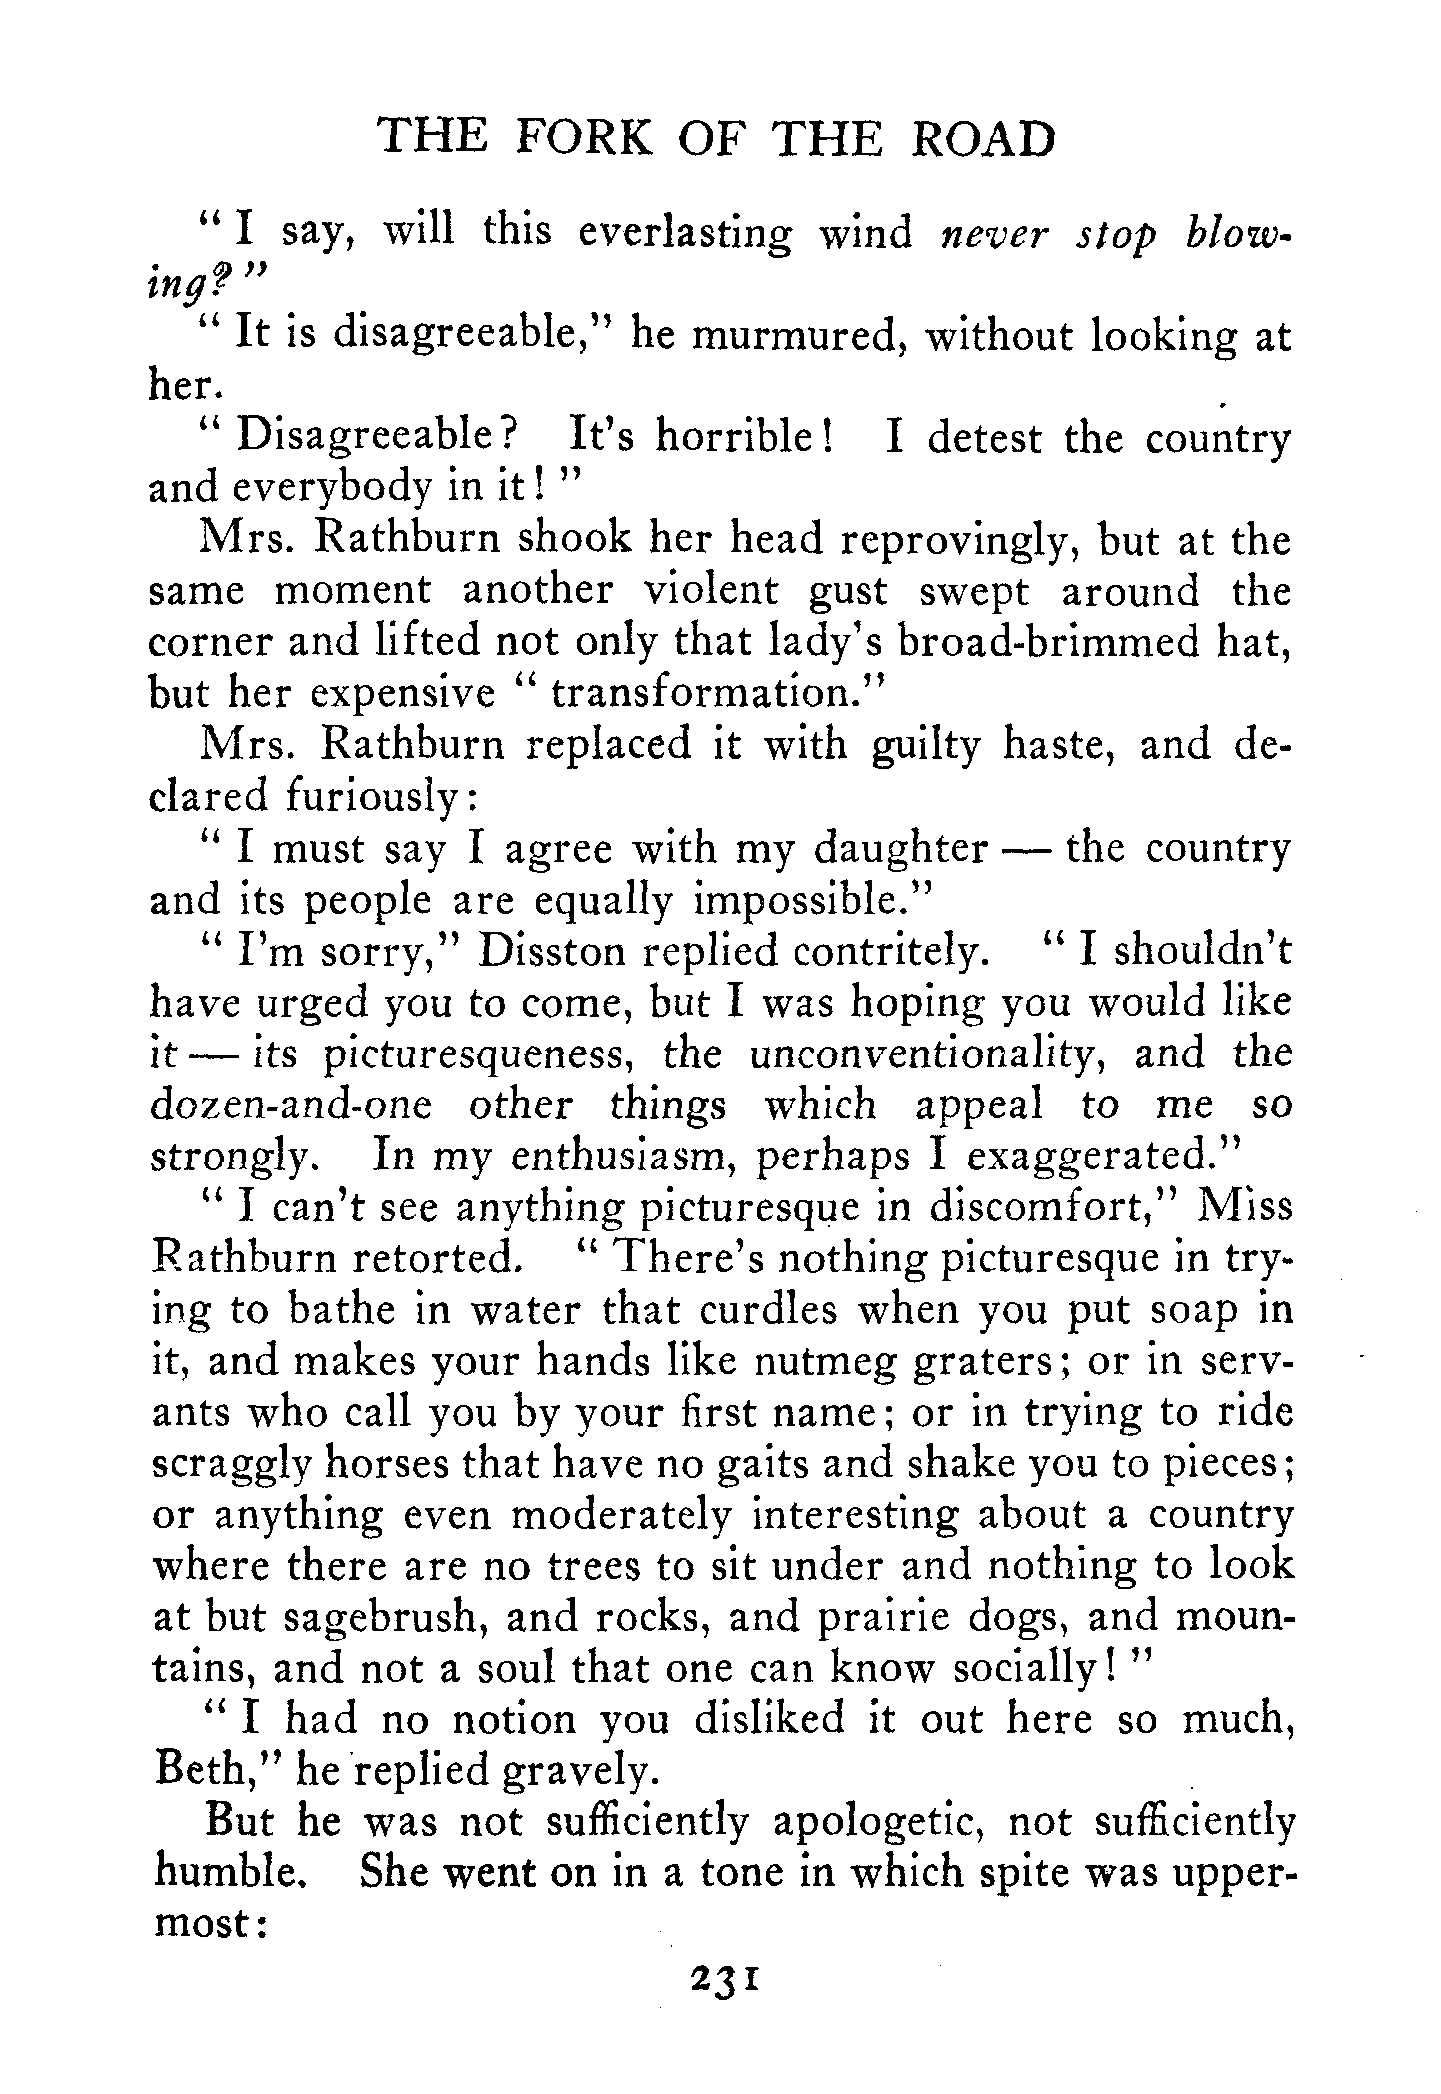 THE FORK OF THE ROAD
" I say, will this everlasting wind never stop blow-
ing? "
" It is disagreeable," he murmured, without looking at
her.
" Disagreeable? It's horrible! I detest the country
and everybody in it! "
Mrs. Rathburn shook her head reprovingly, but at the
same moment another violent gust swept around the
corner and lifted not only that lady's broad-brimmed hat,
but her expensive " transformation."
Mrs. Rathburn replaced it with guilty haste, and de-
clared furiously:
" I must say I agree with my daughter — the country
and its people are equally impossible."
" I'm sorry," Disston replied contritely. " I shouldn't
have urged you to come, but I was hoping you would like
it — its picturesqueness, the unconventionality, and the
dozen-and-one other things which appeal to me so
strongly. In my enthusiasm, perhaps I exaggerated."
" I can't see anything picturesque in discomfort," Miss
Rathburn retorted. " There's nothing picturesque in try-
ing to bathe in water that curdles when you put soap in
it, and makes your hands like nutmeg graters; or in serv-
ants who call you by your first name; or in trying to ride
scraggly horses that have no gaits and shake you to pieces;
or anything even moderately interesting about a country
where there are no trees to sit under and nothing to look
at but sagebrush, and rocks, and prairie dogs, and moun-
tains, and not a soul that one can know socially! "
" I had no notion you disliked it out here so much,
Beth," he replied gravely.
But he was not sufficiently apologetic, not sufficiently
humble. She went on in a tone in which spite was upper-
most:
231